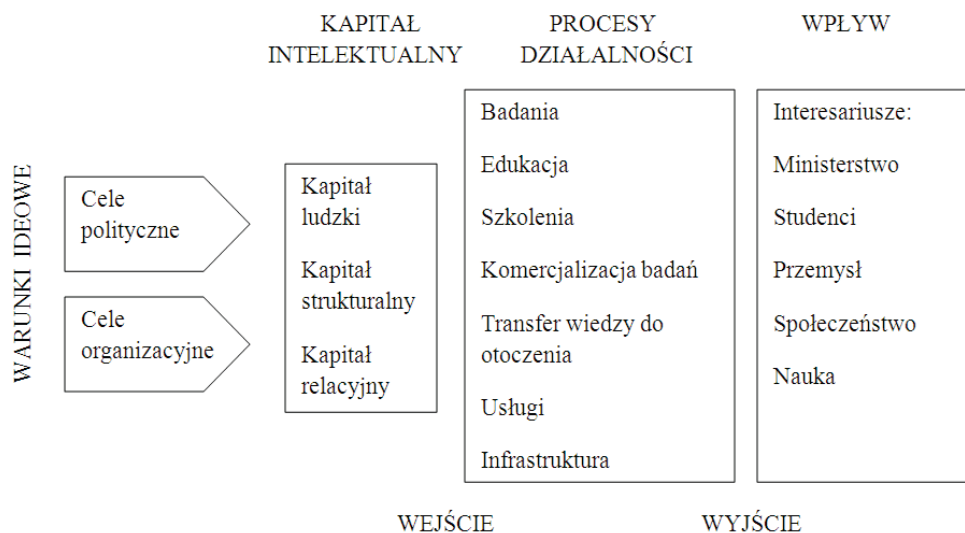 KAPITAŁ
INTELEKTUALNY
PROCESY
DZIAŁALNOŚCI
WPŁYW
WARUNKI IDEOWE
Cele
polityczne
Cele
organizacyjne
Kapitał
ludzki
Kapitał
strukturalny
Kapitał
relacyjny
Badania
Edukacja
Szkolenia
Komercjalizacja badań
Transfer wiedzy do
otoczenia
Usługi
Infrastruktura
Interesariusze:
Ministerstwo
Studenci
Przemysł
Społeczeństwo
Nauka
WEJŚCIE
WYJŚCIE